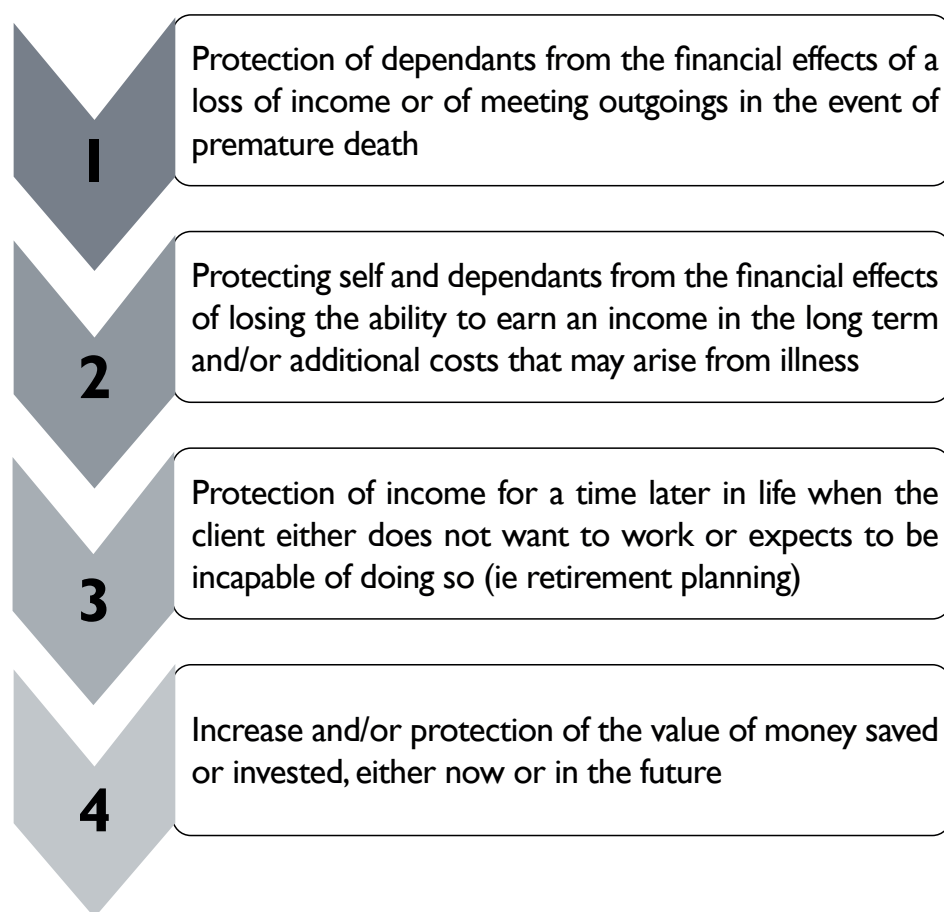 1
Protection of dependants from the financial effects of a
loss of income or of meeting outgoings in the event of
premature death
2
Protecting self and dependants from the financial effects
of losing the ability to earn an income in the long term
and/or additional costs that may arise from illness
3
Protection of income for a time later in life when the
client either does not want to work or expects to be
incapable of doing so (ie retirement planning)
4
Increase and/or protection of the value of money saved
or invested, either now or in the future